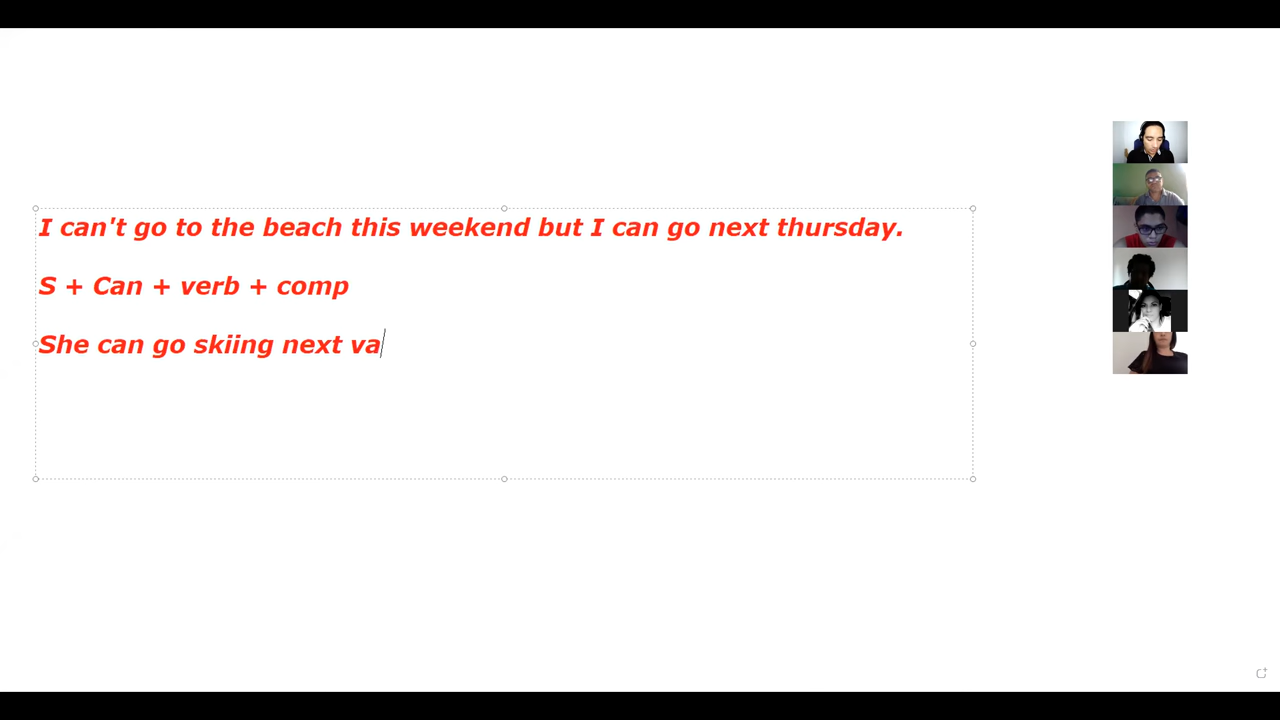 I can't go to the beach this weekend but I can go next thursday.
S + Can + verb + comp
She can go skiing next va